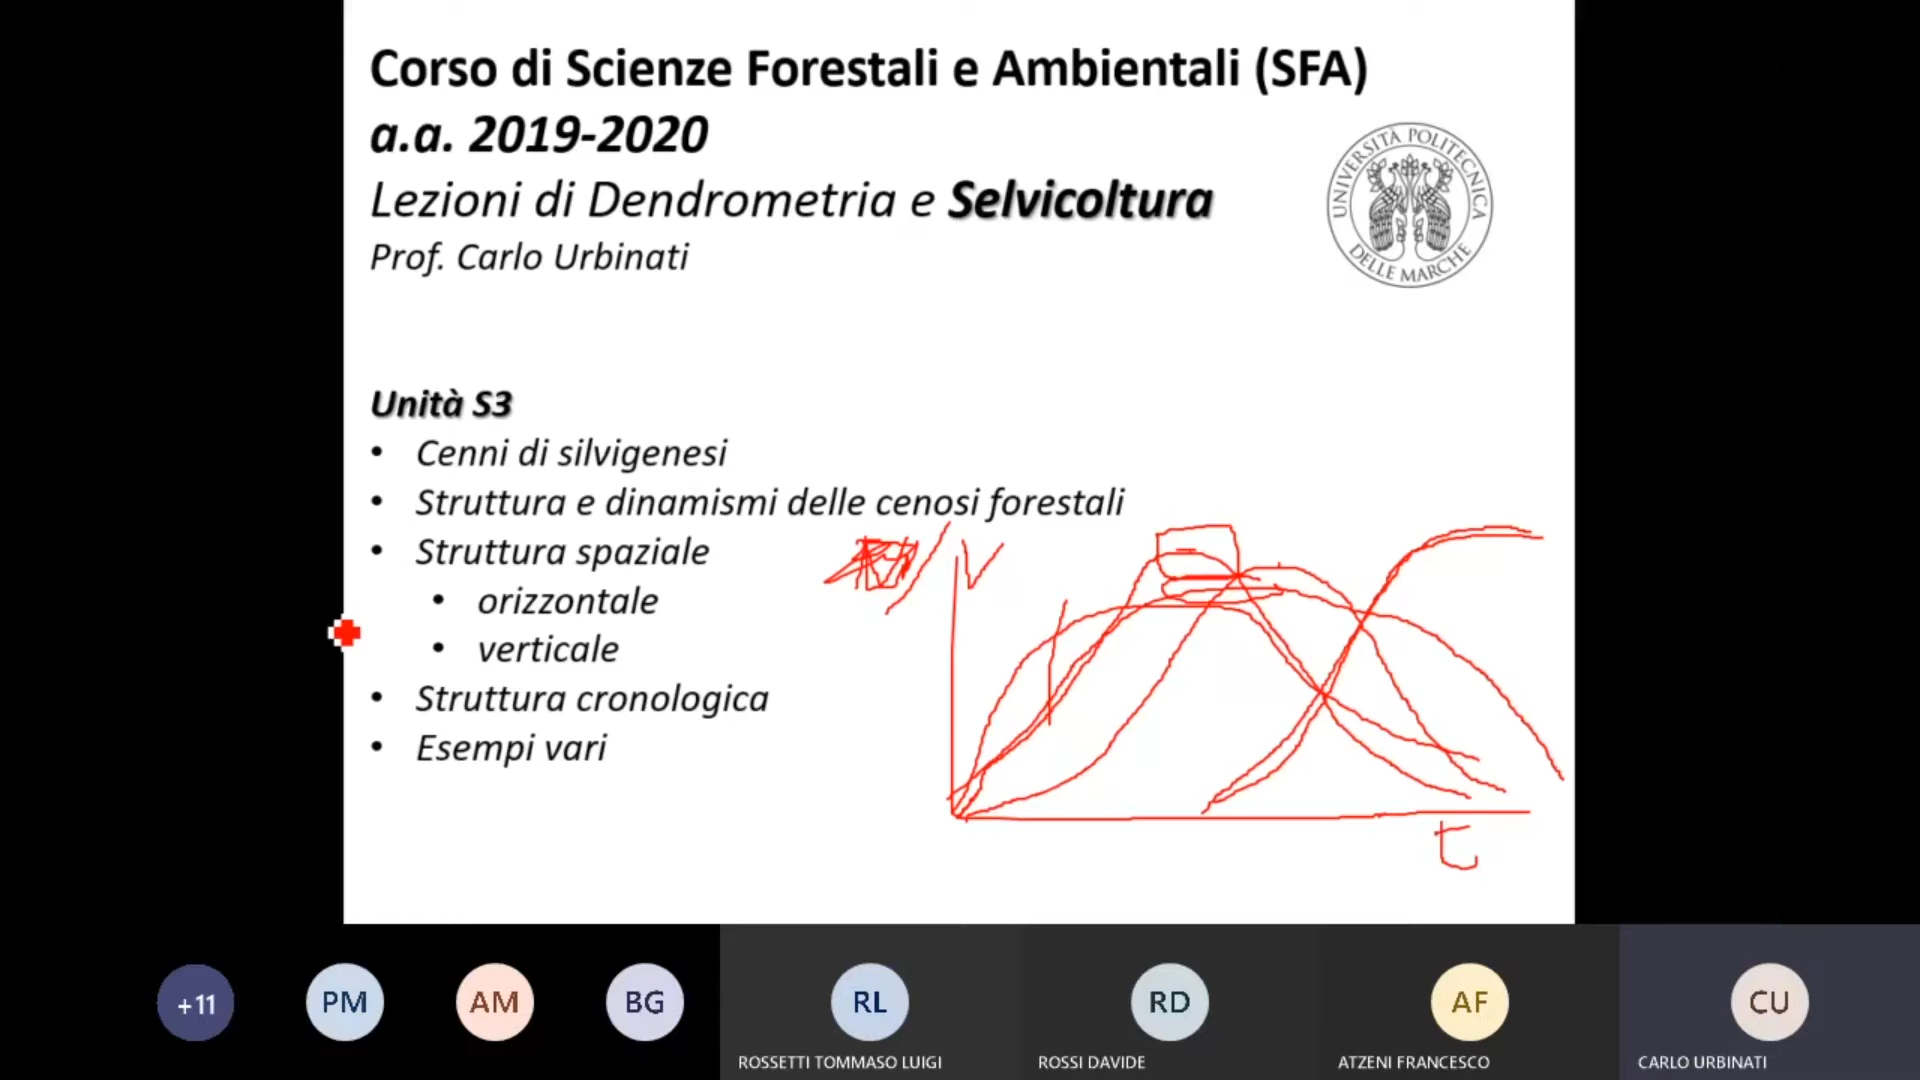 Corso di Scienze Forestali e Ambientali (SFA)
a.a. 2019-2020
Lezioni di Dendrometria e Selvicoltura
Prof. Carlo Urbinati
UNIVERSITÀ POLITECNICA
DELLE MARCHE
Unità S3
• Cenni di silvigenesi
• Struttura e dinamismi delle cenosi forestali
• Struttura spaziale
• orizzontale
• verticale
• Struttura cronologica
• Esempi vari
V
t
+11
PM
AM
BG
RL
RD
AF
CU
ROSSETTI TOMMASO LUIGI
ROSSI DAVIDE
ATZENI FRANCESCO
CARLO URBINATI